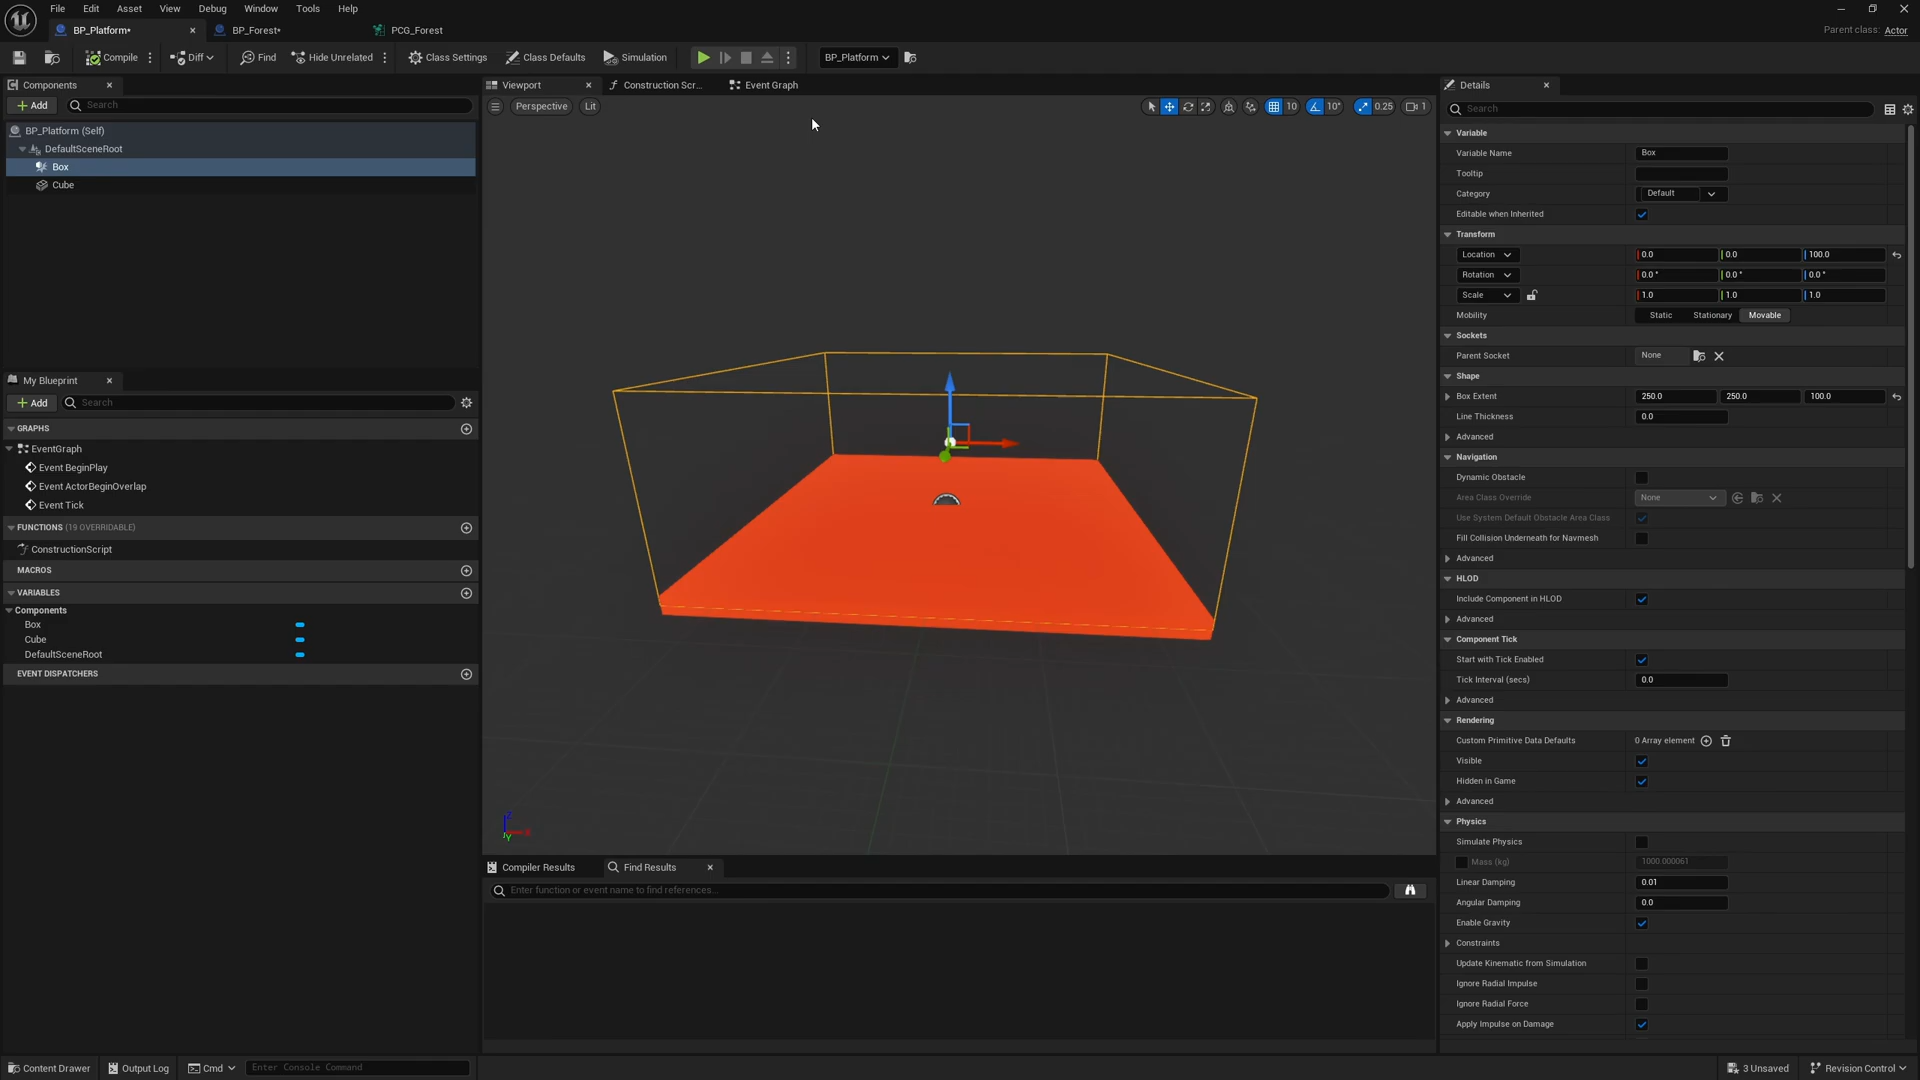 File Edit Asset View Debug Window Tools Help
BP_Platform* BP_Forest* PCG_Forest
Parent class: Actor
Compile Diff Find Hide Unrelated Class Settings Class Defaults Simulation BP_Platform
Components
Add Search
BP_Platform (Self)
DefaultSceneRoot
Box
Cube
My Blueprint
Add Search
GRAPHS
EventGraph
Event BeginPlay
Event ActorBeginOverlap
Event Tick
FUNCTIONS (19 OVERRIDABLE)
ConstructionScript
MACROS
VARIABLES
Components
Box
Cube
DefaultSceneRoot
EVENT DISPATCHERS
Viewport Construction Scr... Event Graph
Perspective Lit 10 10° 0.25 1
Z
X
Y
Compiler Results Find Results
Enter function or event name to find references...
Details
Search
Variable
Variable Name Box
Tooltip
Category Default
Editable when Inherited
Transform
Location 0.0 0.0 100.0
Rotation 0.0 ° 0.0 ° 0.0 °
Scale 1.0 1.0 1.0
Mobility Static Stationary Movable
Sockets
Parent Socket None
Shape
Box Extent 250.0 250.0 100.0
Line Thickness 0.0
Advanced
Navigation
Dynamic Obstacle
Area Class Override None
Use System Default Obstacle Area Class
Fill Collision Underneath for Navmesh
Advanced
HLOD
Include Component in HLOD
Advanced
Component Tick
Start with Tick Enabled
Tick Interval (secs) 0.0
Advanced
Rendering
Custom Primitive Data Defaults 0 Array element
Visible
Hidden in Game
Advanced
Physics
Simulate Physics
Mass (kg) 1000.000061
Linear Damping 0.01
Angular Damping 0.0
Enable Gravity
Constraints
Update Kinematic from Simulation
Ignore Radial Impulse
Ignore Radial Force
Apply Impulse on Damage
Content Drawer Output Log Cmd Enter Console Command 3 Unsaved Revision Control